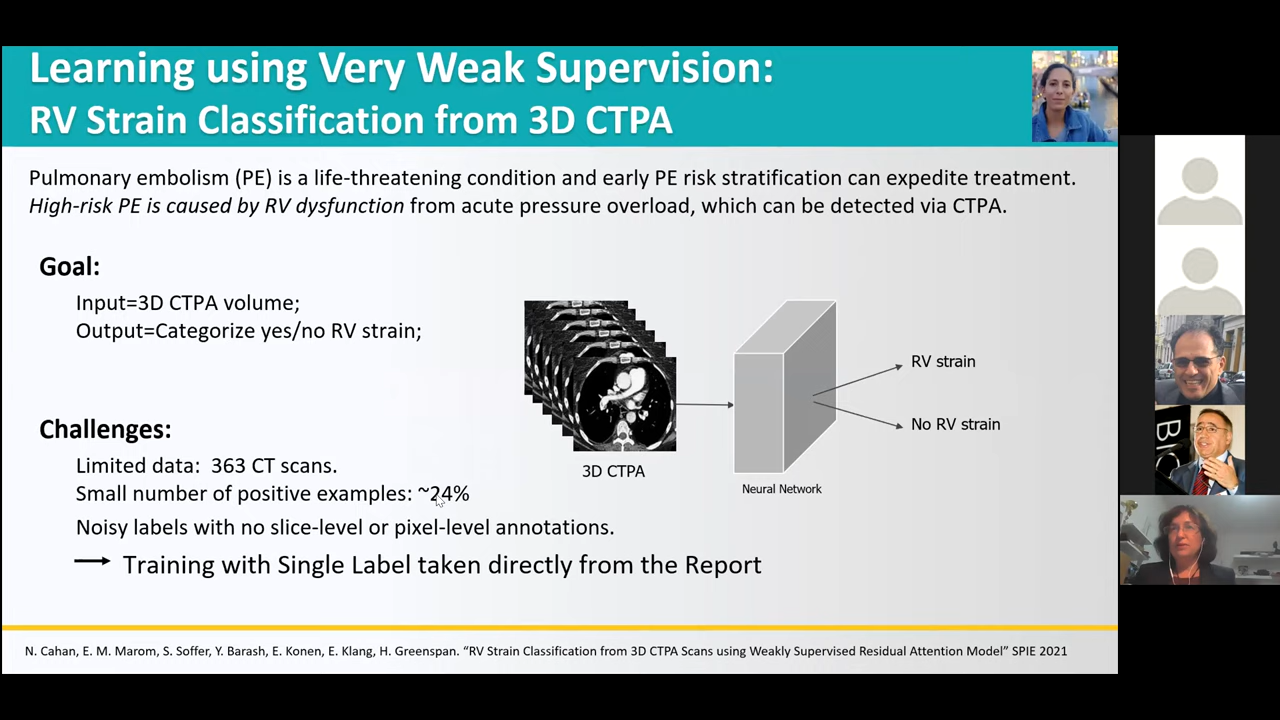 Learning using Very Weak Supervision:
RV Strain Classification from 3D CTPA
Pulmonary embolism (PE) is a life-threatening condition and early PE risk stratification can expedite treatment.
High-risk PE is caused by RV dysfunction from acute pressure overload, which can be detected via CTPA.
Goal:
Input=3D CTPA volume;
Output=Categorize yes/no RV strain;
RV strain
No RV strain
3D CTPA
Neural Network
Challenges:
Limited data: 363 CT scans.
Small number of positive examples: ~24%
Noisy labels with no slice-level or pixel-level annotations.
Training with Single Label taken directly from the Report
N. Cahan, E. M. Marom, S. Soffer, Y. Barash, E. Konen, E. Klang, H. Greenspan. “RV Strain Classification from 3D CTPA Scans using Weakly Supervised Residual Attention Model” SPIE 2021